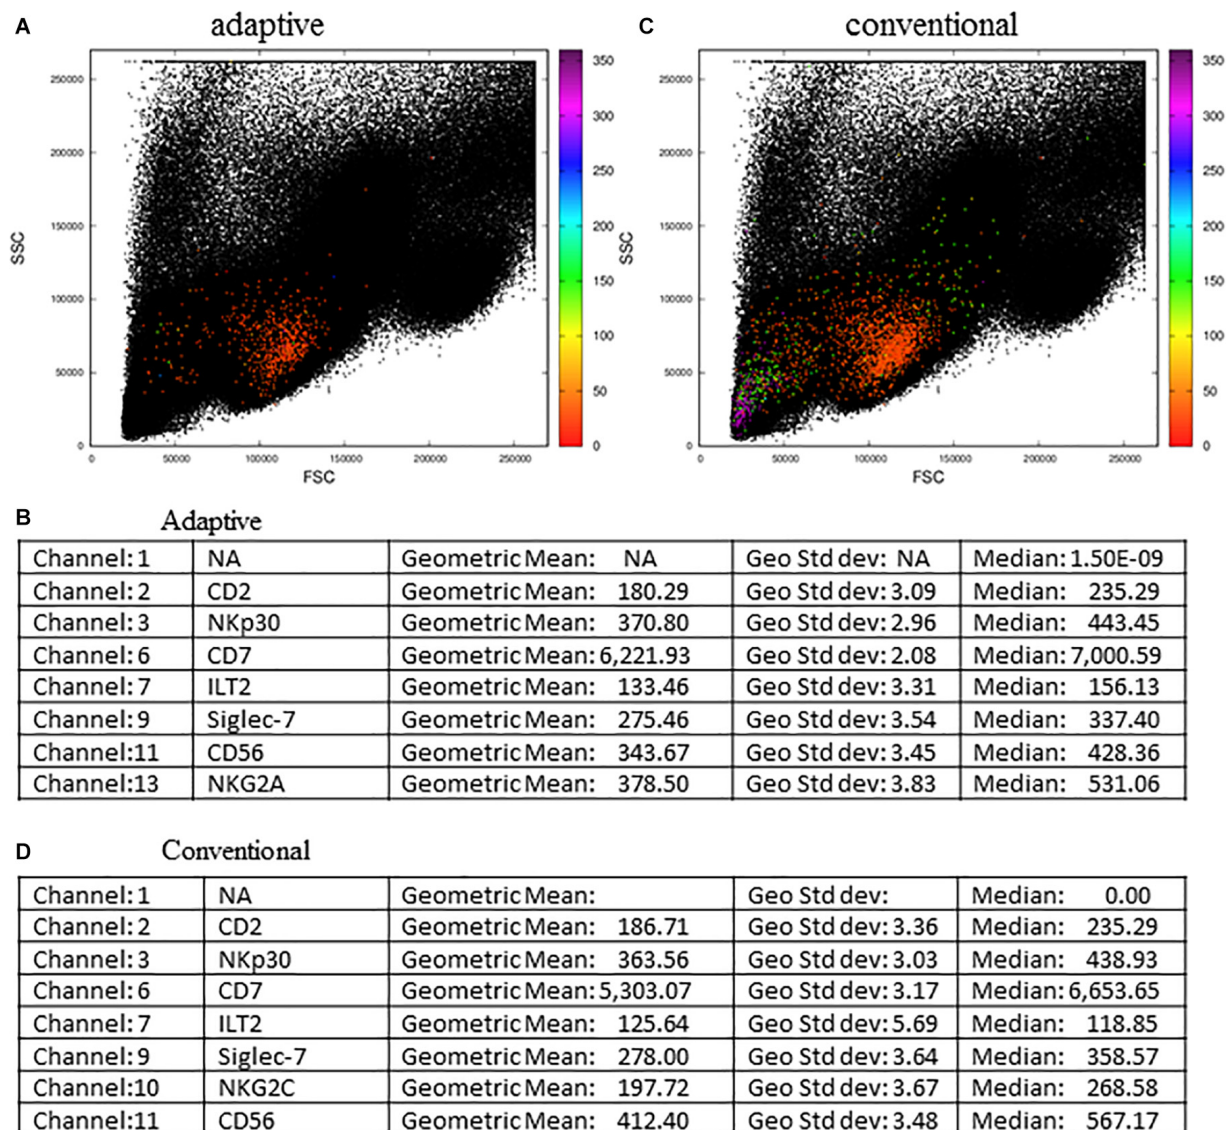 A adaptive
250000
200000
150000
100000
50000
0
SSC
0 50000 100000 150000 200000 250000
FSC
350
300
250
200
150
100
50
0
C conventional
250000
200000
150000
100000
50000
0
SSC
0 50000 100000 150000 200000 250000
FSC
350
300
250
200
150
100
50
0
B Adaptive
Channel: 1 NA Geometric Mean: NA Geo Std dev: NA Median: 1.50E-09
Channel: 2 CD2 Geometric Mean: 180.29 Geo Std dev: 3.09 Median: 235.29
Channel: 3 NKp30 Geometric Mean: 370.80 Geo Std dev: 2.96 Median: 443.45
Channel: 6 CD7 Geometric Mean: 6,221.93 Geo Std dev: 2.08 Median: 7,000.59
Channel: 7 ILT2 Geometric Mean: 133.46 Geo Std dev: 3.31 Median: 156.13
Channel: 9 Siglec-7 Geometric Mean: 275.46 Geo Std dev: 3.54 Median: 337.40
Channel:11 CD56 Geometric Mean: 343.67 Geo Std dev: 3.45 Median: 428.36
Channel:13 NKG2A Geometric Mean: 378.50 Geo Std dev: 3.83 Median: 531.06
D Conventional
Channel: 1 NA Geometric Mean: Geo Std dev: Median: 0.00
Channel: 2 CD2 Geometric Mean: 186.71 Geo Std dev: 3.36 Median: 235.29
Channel: 3 NKp30 Geometric Mean: 363.56 Geo Std dev: 3.03 Median: 438.93
Channel: 6 CD7 Geometric Mean: 5,303.07 Geo Std dev: 3.17 Median: 6,653.65
Channel: 7 ILT2 Geometric Mean: 125.64 Geo Std dev: 5.69 Median: 118.85
Channel: 9 Siglec-7 Geometric Mean: 278.00 Geo Std dev: 3.64 Median: 358.57
Channel:10 NKG2C Geometric Mean: 197.72 Geo Std dev: 3.67 Median: 268.58
Channel:11 CD56 Geometric Mean: 412.40 Geo Std dev: 3.48 Median: 567.17